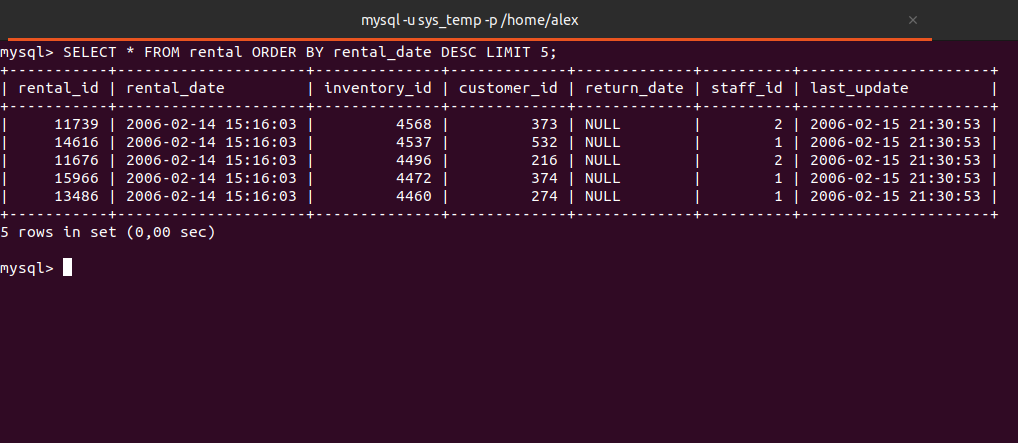 mysql -u sys_temp -p /home/alex ×
mysql> SELECT * FROM rental ORDER BY rental_date DESC LIMIT 5;
+-----------+---------------------+--------------+-------------+-------------+----------+---------------------+
| rental_id | rental_date         | inventory_id | customer_id | return_date | staff_id | last_update         |
+-----------+---------------------+--------------+-------------+-------------+----------+---------------------+
|     11739 | 2006-02-14 15:16:03 |         4568 |         373 | NULL        |        2 | 2006-02-15 21:30:53 |
|     14616 | 2006-02-14 15:16:03 |         4537 |         532 | NULL        |        1 | 2006-02-15 21:30:53 |
|     11676 | 2006-02-14 15:16:03 |         4496 |         216 | NULL        |        2 | 2006-02-15 21:30:53 |
|     15966 | 2006-02-14 15:16:03 |         4472 |         374 | NULL        |        1 | 2006-02-15 21:30:53 |
|     13486 | 2006-02-14 15:16:03 |         4460 |         274 | NULL        |        1 | 2006-02-15 21:30:53 |
+-----------+---------------------+--------------+-------------+-------------+----------+---------------------+
5 rows in set (0,00 sec)
mysql>